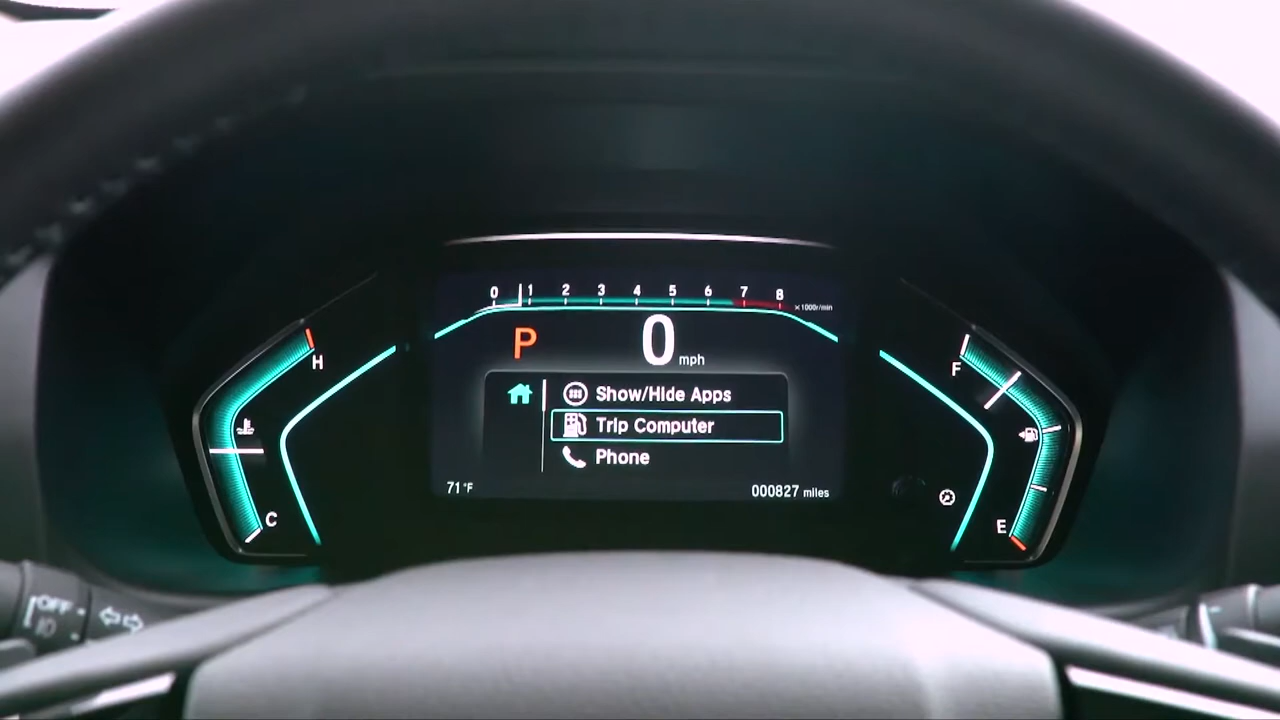 0 1 2 3 4 5 6 7 8 x1000r/min
P 0 mph
H
F
Show/Hide Apps
Trip Computer
Phone
C
E
71°F
000827 miles
OFF